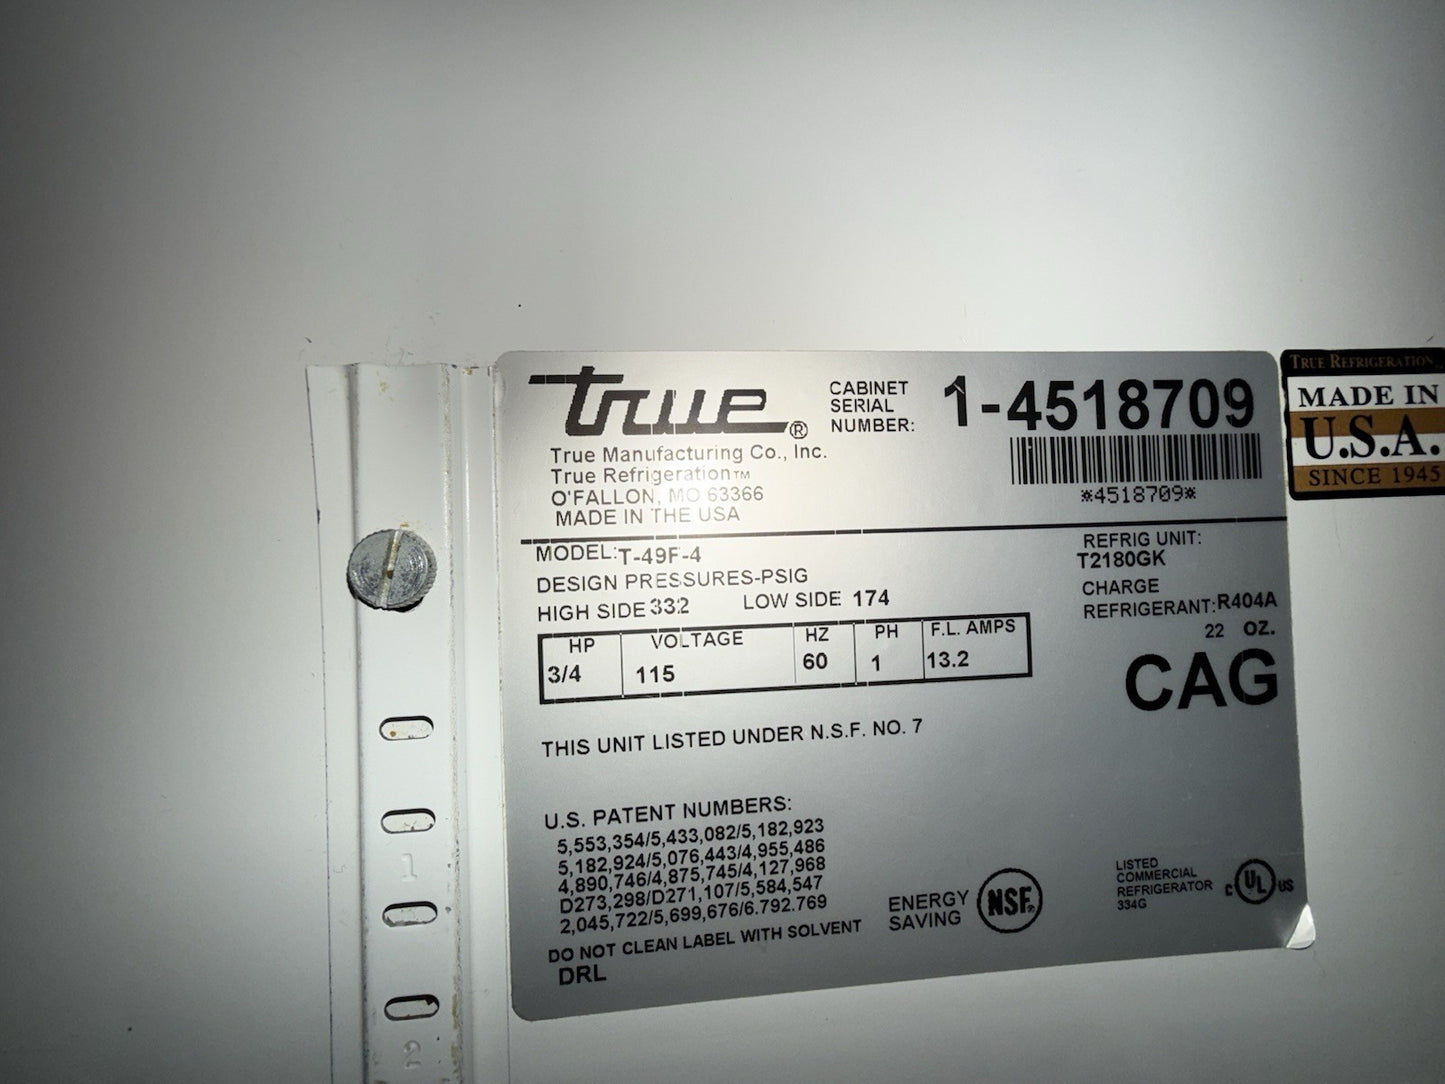 true®
True Manufacturing Co., Inc.
True Refrigeration™
O'FALLON, MO 63366
MADE IN THE USA
CABINET
SERIAL
NUMBER:
1-4518709
*4518709*
MODEL: T-49F-4
DESIGN PRESSURES-PSIG
HIGH SIDE 332 LOW SIDE 174
REFRIG UNIT:
T2180GK
CHARGE
REFRIGERANT: R404A
22 OZ.
HP VOLTAGE HZ PH F.L. AMPS
3/4 115 60 1 13.2
CAG
THIS UNIT LISTED UNDER N.S.F. NO. 7
U.S. PATENT NUMBERS:
5,553,354/5,433,082/5,182,923
5,182,924/5,076,443/4,955,486
4,890,746/4,875,745/4,127,968
D273,298/D271,107/5,584,547
2,045,722/5,699,676/6.792.769
DO NOT CLEAN LABEL WITH SOLVENT
DRL
ENERGY
SAVING
NSF®
LISTED
COMMERCIAL
REFRIGERATOR
334G
C UL US
TRUE REFRIGERATION
MADE IN
U.S.A.
SINCE 1945
1
2